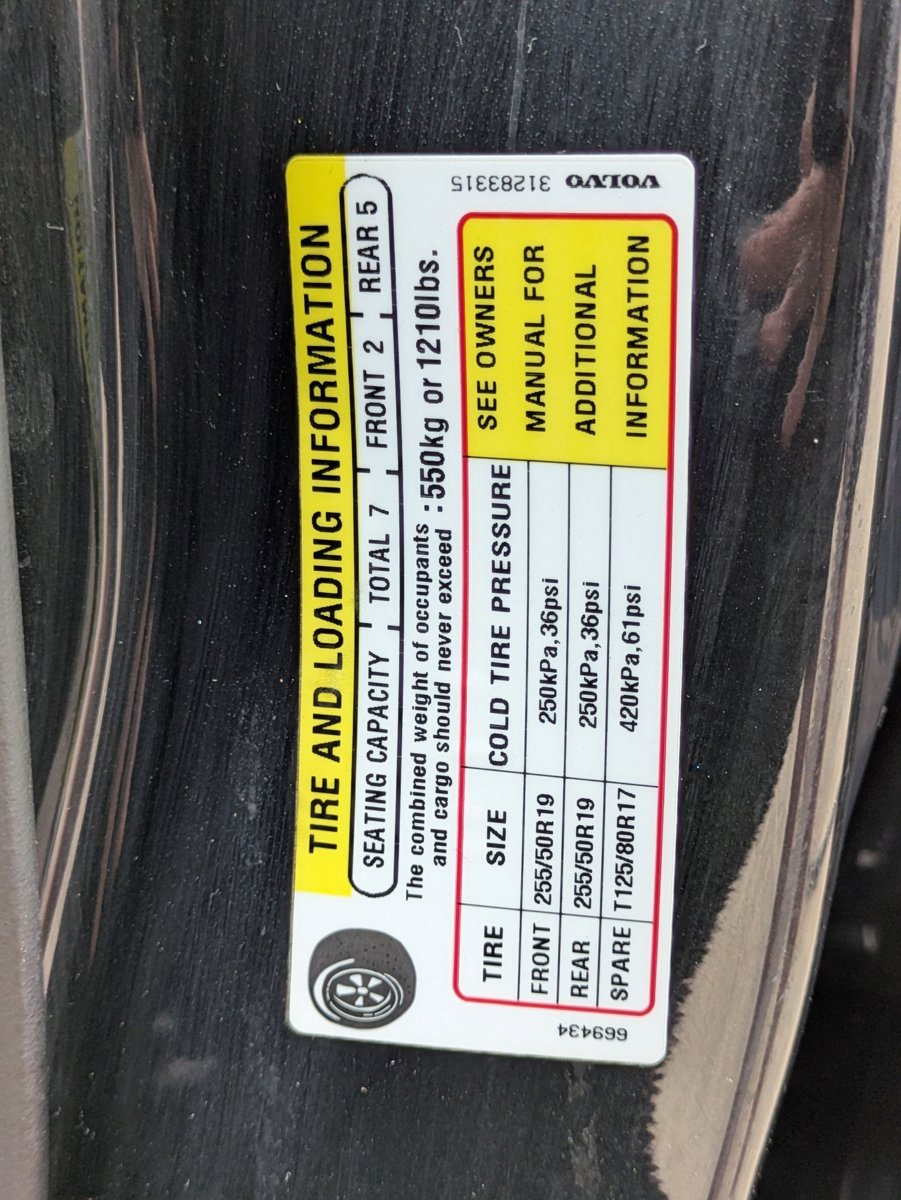 TIRE AND LOADING INFORMATION
SEATING CAPACITY TOTAL 7 FRONT 2 REAR 5
The combined weight of occupants
and cargo should never exceed : 550kg or 1210lbs.
TIRE SIZE COLD TIRE PRESSURE
FRONT 255/50R19 250kPa,36psi
REAR 255/50R19 250kPa,36psi
SPARE T125/80R17 420kPa,61psi
SEE OWNERS
MANUAL FOR
ADDITIONAL
INFORMATION
669434
VOLVO 31283315